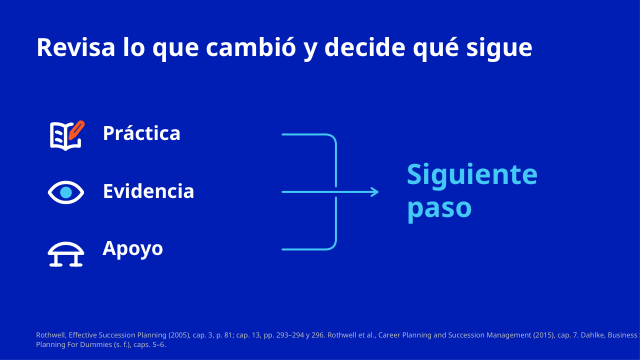 Revisa lo que cambió y decide qué sigue
Práctica
Evidencia
Apoyo
Siguiente
paso
Rothwell, Effective Succession Planning (2005), cap. 3, p. 81; cap. 13, pp. 293–294 y 296. Rothwell et al., Career Planning and Succession Management (2015), cap. 7. Dahlke, Business
Planning For Dummies (s. f.), caps. 5–6.